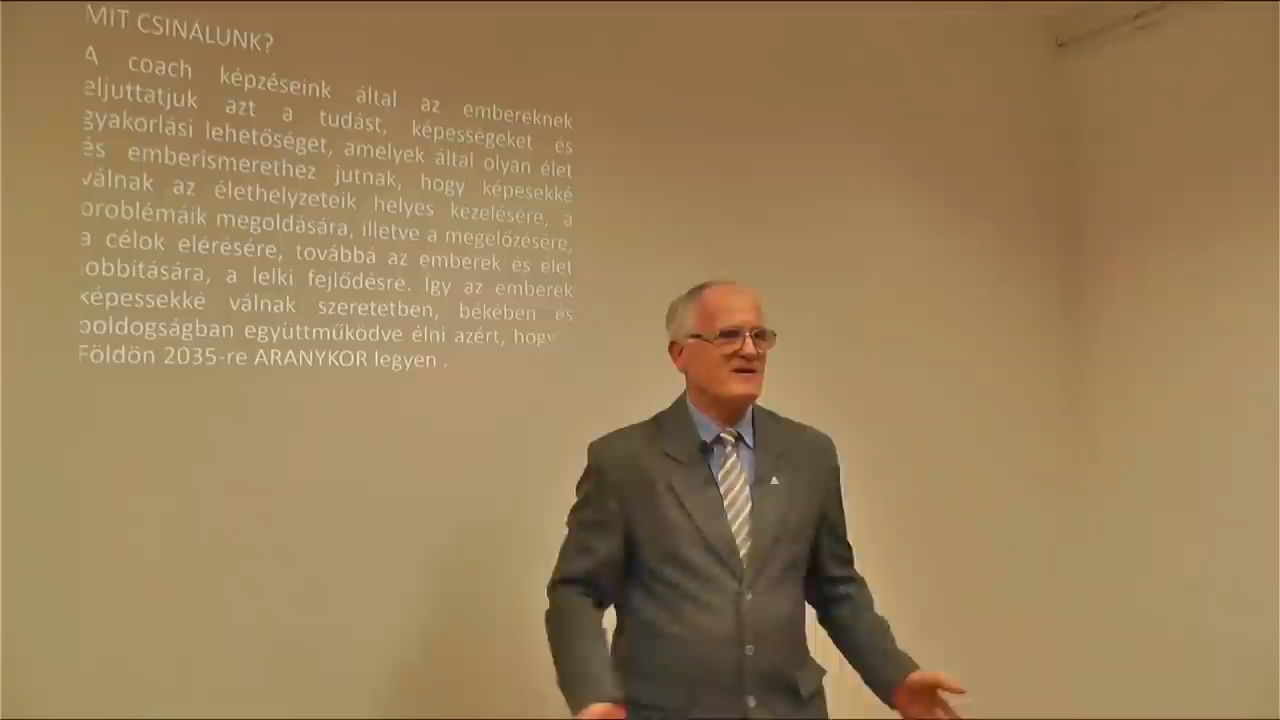 MIT CSINÁLUNK?
A coach képzéseink által az embereknek
eljuttatjuk azt a tudást, képességeket és
gyakorlási lehetőséget, amelyek által olyan élet
és emberismerethez jutnak, hogy képesekké
válnak az élethelyzeteik helyes kezelésére, a
problémáik megoldására, illetve a megelőzésére,
a célok elérésére, továbbá az emberek és élet
jobbítására, a lelki fejlődésre. Így az emberek
képessekké válnak szeretetben, békében és
boldogságban együttműködve élni azért, hogy
Földön 2035-re ARANYKOR legyen .